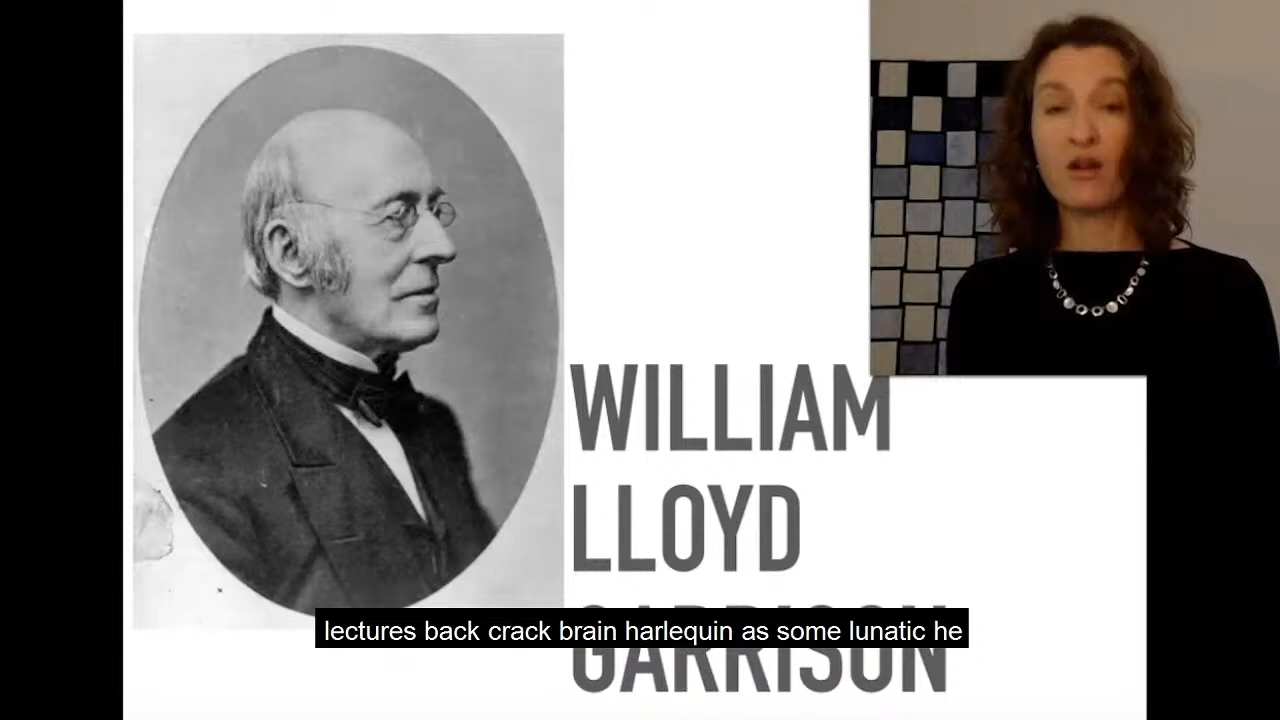 WILLIAM
LLOYD
GARRISON
lectures back crack brain harlequin as some lunatic he